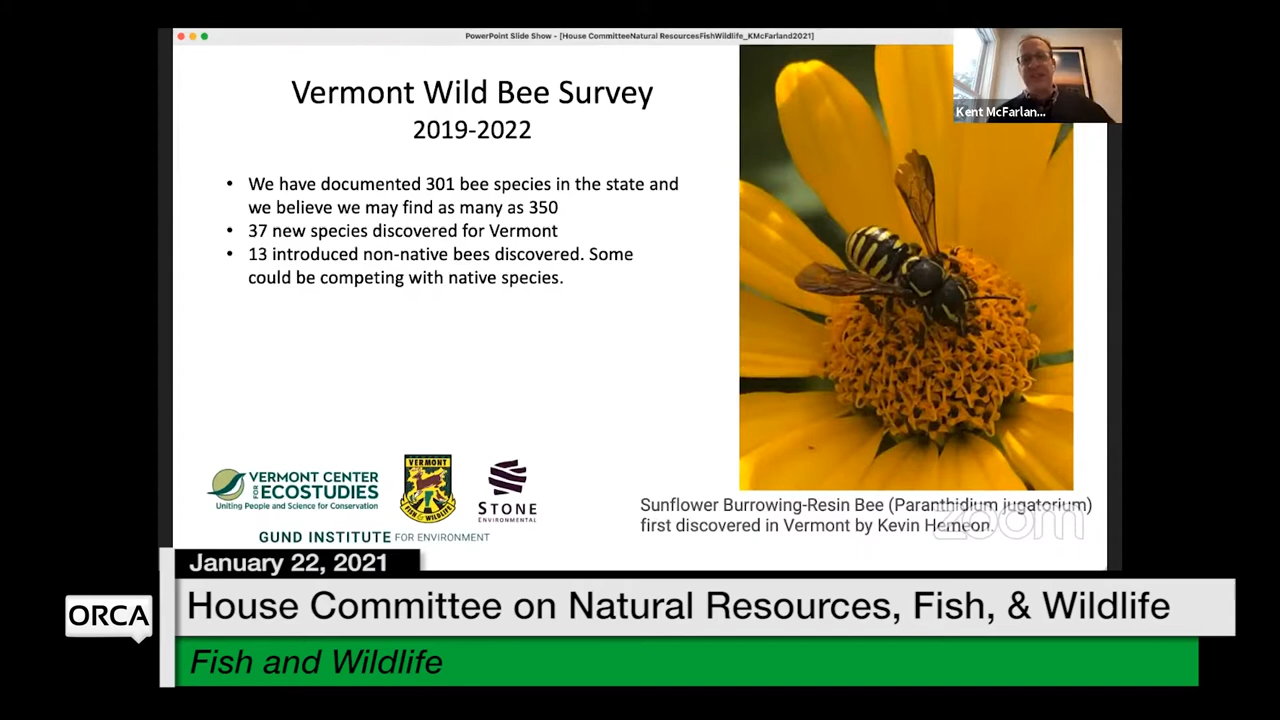 PowerPoint Slide Show - [House CommitteeNatural ResourcesFishWildlife_KMcFarland2021]
Kent McFarlan...
Vermont Wild Bee Survey
2019-2022
• We have documented 301 bee species in the state and
we believe we may find as many as 350
• 37 new species discovered for Vermont
• 13 introduced non-native bees discovered. Some
could be competing with native species.
VERMONT CENTER
FOR ECOSTUDIES
Uniting People and Science for Conservation
VERMONT
FISH & WILDLIFE
STONE
ENVIRONMENTAL
GUND INSTITUTE FOR ENVIRONMENT
Sunflower Burrowing-Resin Bee (Paranthidium jugatorium)
first discovered in Vermont by Kevin Hemeon.
zoom
January 22, 2021
ORCA
House Committee on Natural Resources, Fish, & Wildlife
Fish and Wildlife